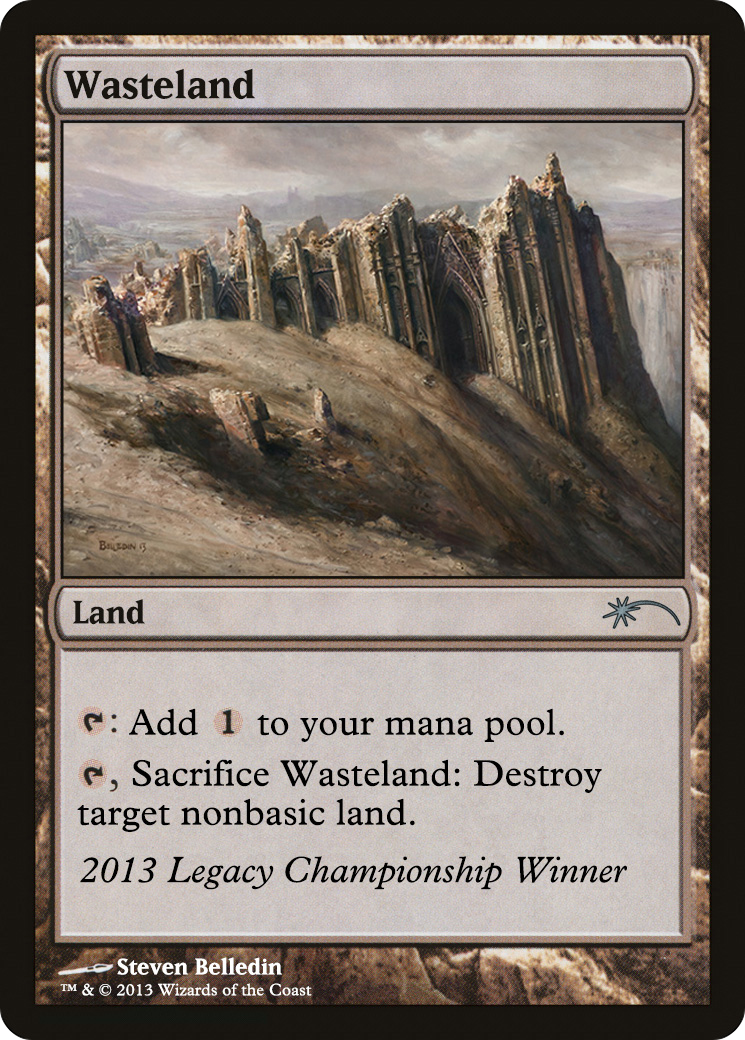 Wasteland
BELLEDIN 13
Land
: Add 1 to your mana pool.
, Sacrifice Wasteland: Destroy
target nonbasic land.
2013 Legacy Championship Winner
Steven Belledin
™ & © 2013 Wizards of the Coast